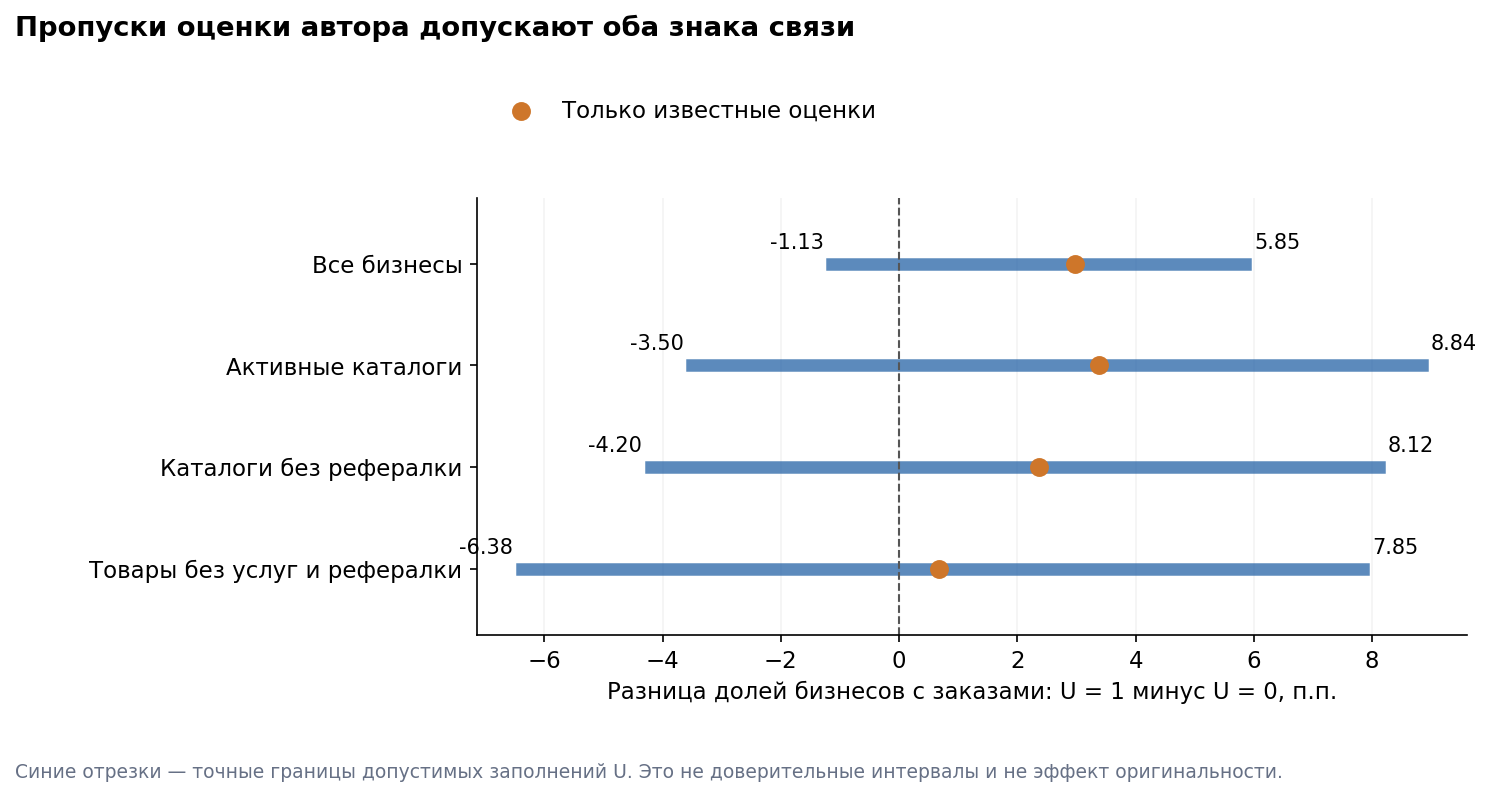 Пропуски оценки автора допускают оба знака связи
Только известные оценки
-1.13 5.85
Все бизнесы
-3.50 8.84
Активные каталоги
-4.20 8.12
Каталоги без рефералки
-6.38 7.85
Товары без услуг и рефералки
−6 −4 −2 0 2 4 6 8
Разница долей бизнесов с заказами: U = 1 минус U = 0, п.п.
Синие отрезки — точные границы допустимых заполнений U. Это не доверительные интервалы и не эффект оригинальности.